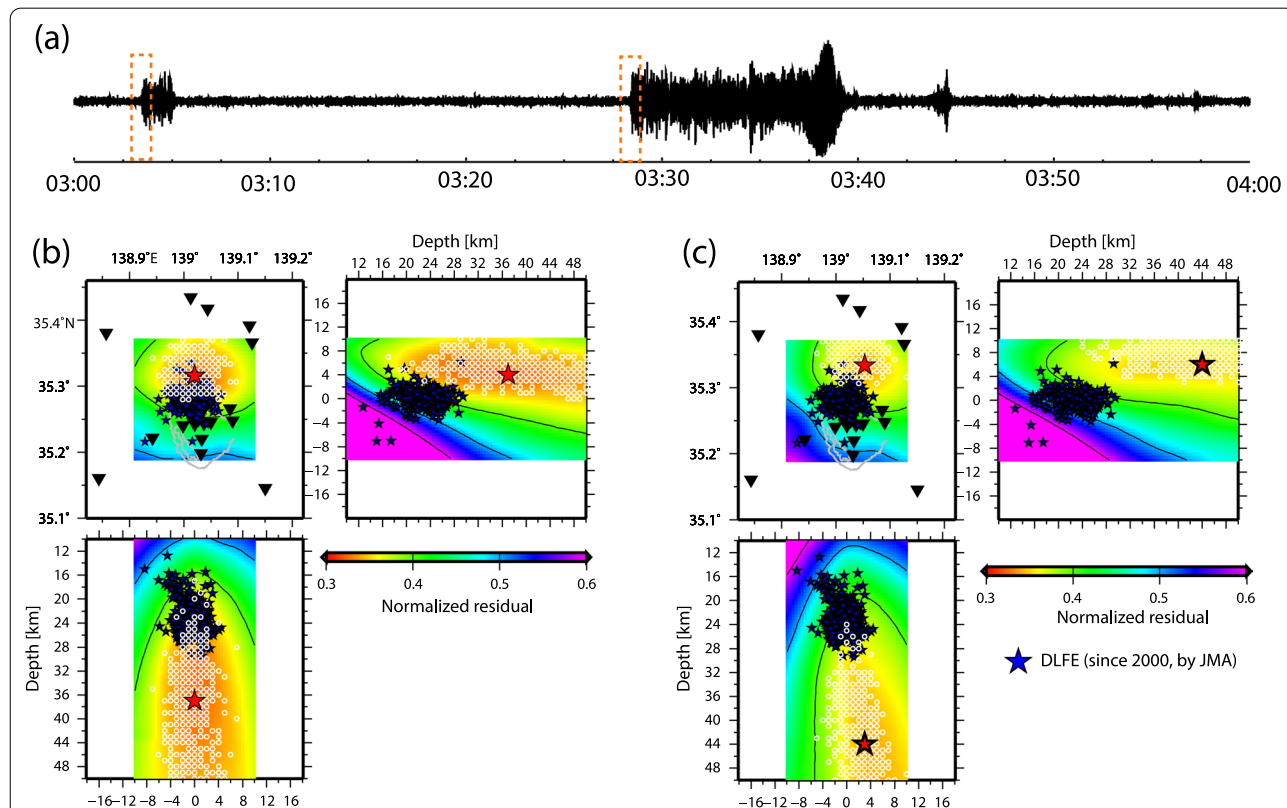 (a)
03:00 03:10 03:20 03:30 03:40 03:50 04:00
(b)
138.9°E 139° 139.1° 139.2°
Depth [km]
12 16 20 24 28 32 36 40 44 48
35.4°N
35.3°
35.2°
35.1°
16
12
8
4
0
−4
−8
−12
−16
Depth [km]
12
16
20
24
28
32
36
40
44
48
−16 −12 −8 −4 0 4 8 12 16
0.3 0.4 0.5 0.6
Normalized residual
(c)
138.9° 139° 139.1° 139.2°
Depth [km]
12 16 20 24 28 32 36 40 44 48
35.4°
35.3°
35.2°
35.1°
16
12
8
4
0
−4
−8
−12
−16
Depth [km]
12
16
20
24
28
32
36
40
44
48
−16 −12 −8 −4 0 4 8 12 16
0.3 0.4 0.5 0.6
Normalized residual
DLFE (since 2000, by JMA)